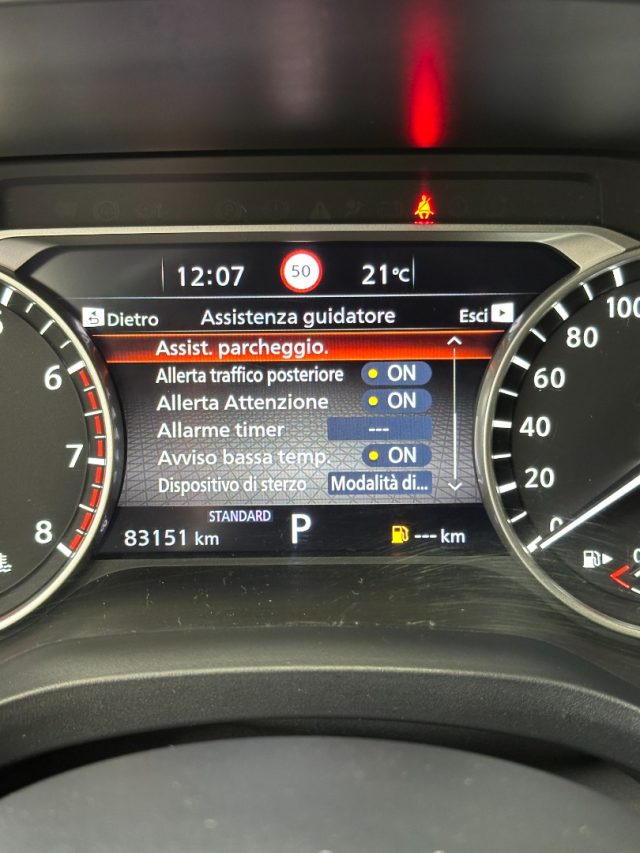 12:07 50 21°C
Dietro Assistenza guidatore Esci
Assist. parcheggio.
Allerta traffico posteriore ON
Allerta Attenzione ON
Allarme timer ---
Avviso bassa temp. ON
Dispositivo di sterzo Modalità di...
STANDARD
83151 km P --- km
6
7
8
100
80
60
40
20
0